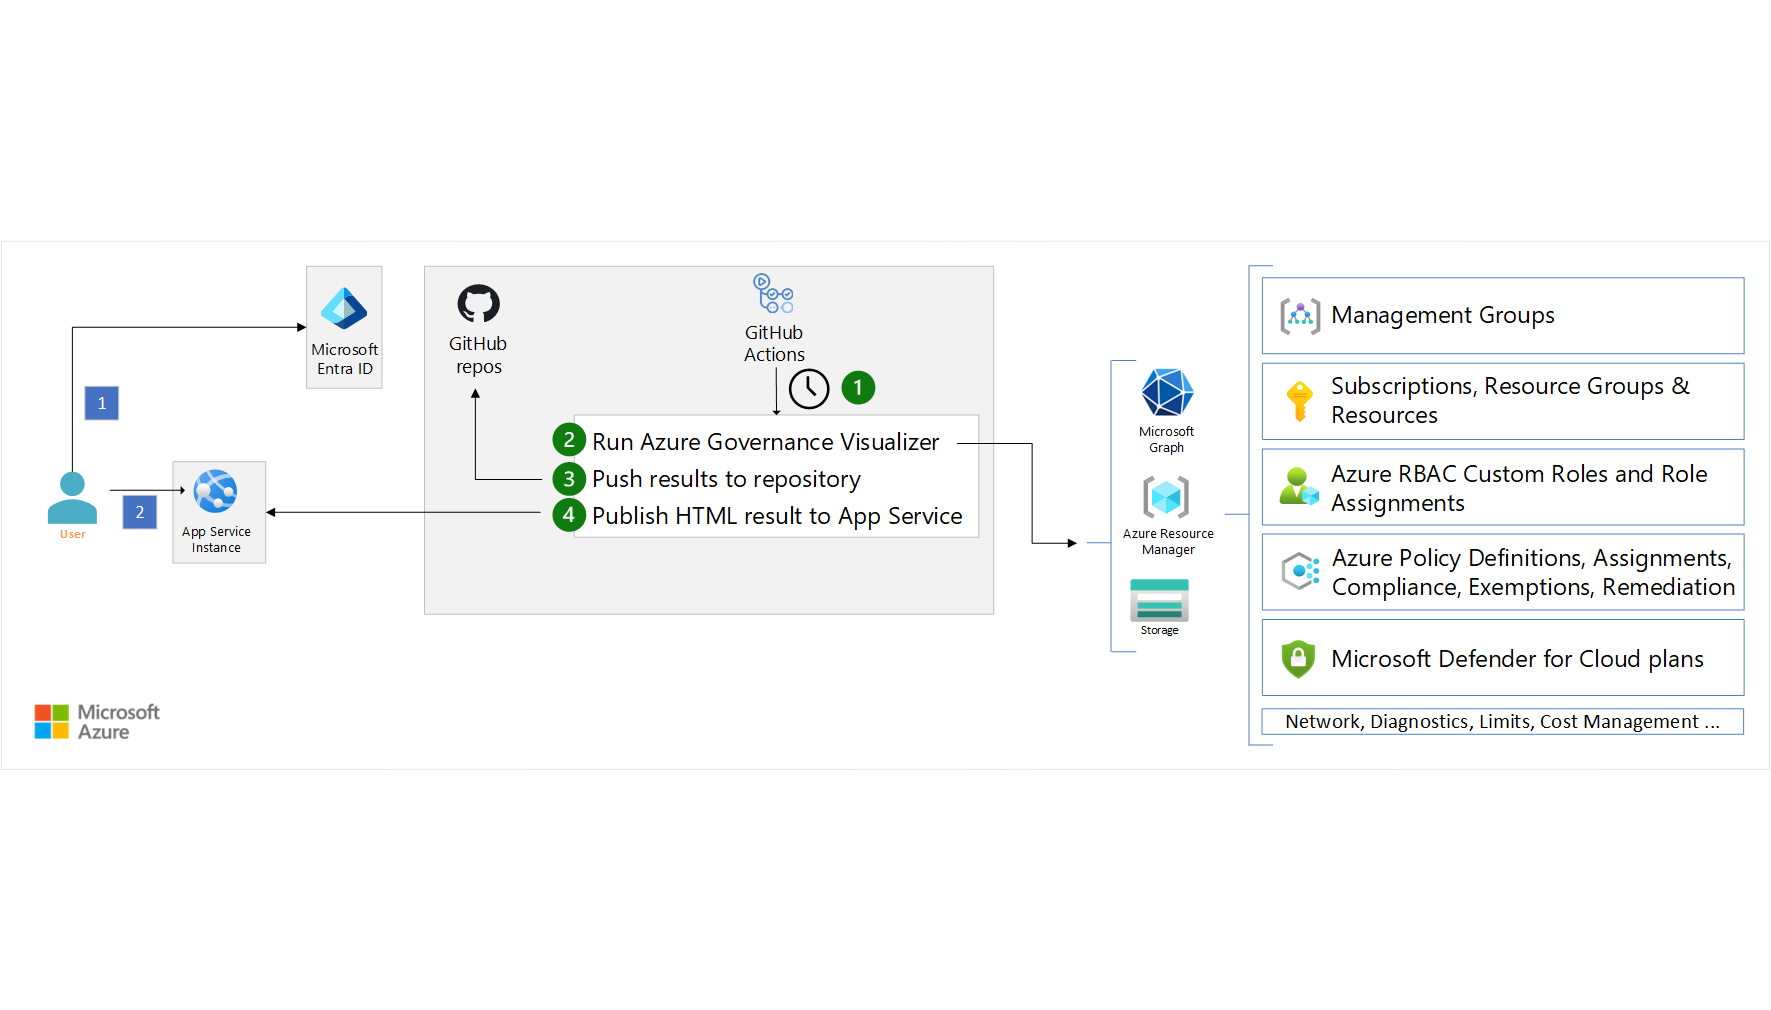 Microsoft
Entra ID
1
User
2
App Service
Instance
GitHub
repos
GitHub
Actions
1
2 Run Azure Governance Visualizer
3 Push results to repository
4 Publish HTML result to App Service
Microsoft
Graph
Azure Resource
Manager
Storage
Management Groups
Subscriptions, Resource Groups &
Resources
Azure RBAC Custom Roles and Role
Assignments
Azure Policy Definitions, Assignments,
Compliance, Exemptions, Remediation
Microsoft Defender for Cloud plans
Network, Diagnostics, Limits, Cost Management ...
Microsoft
Azure